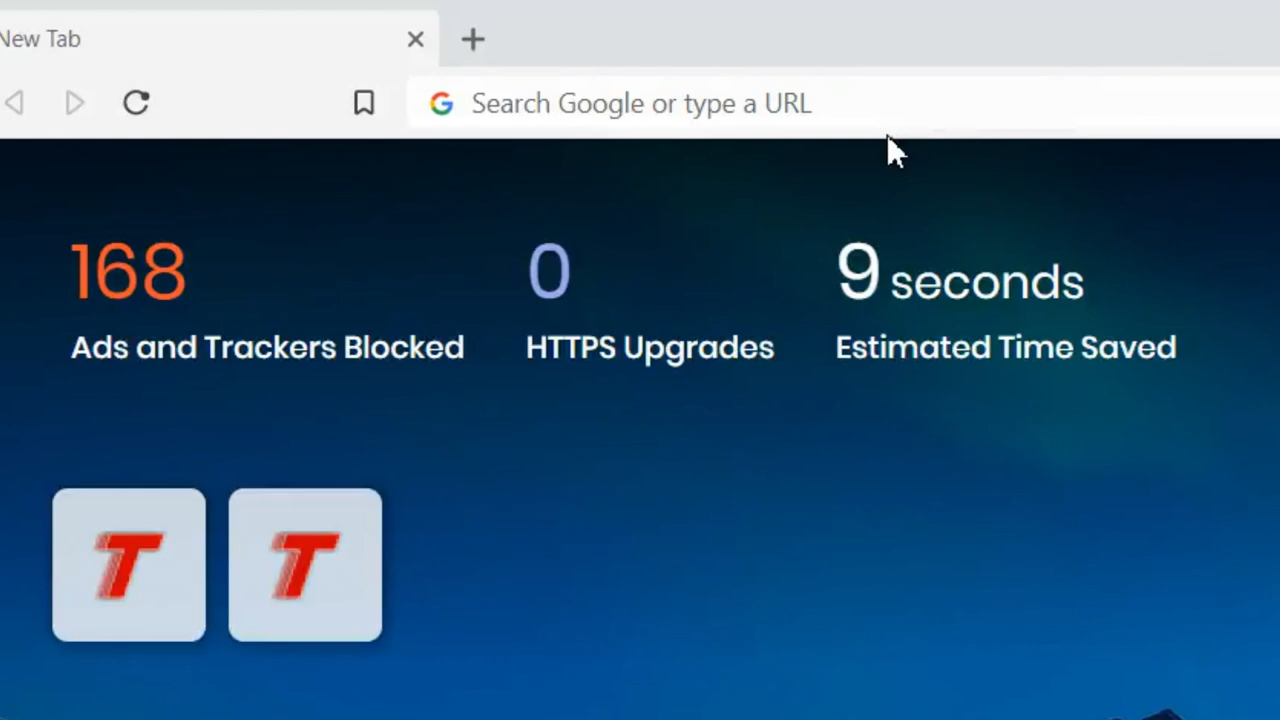 New Tab
Search Google or type a URL
168
0
9 seconds
Ads and Trackers Blocked
HTTPS Upgrades
Estimated Time Saved
T
T